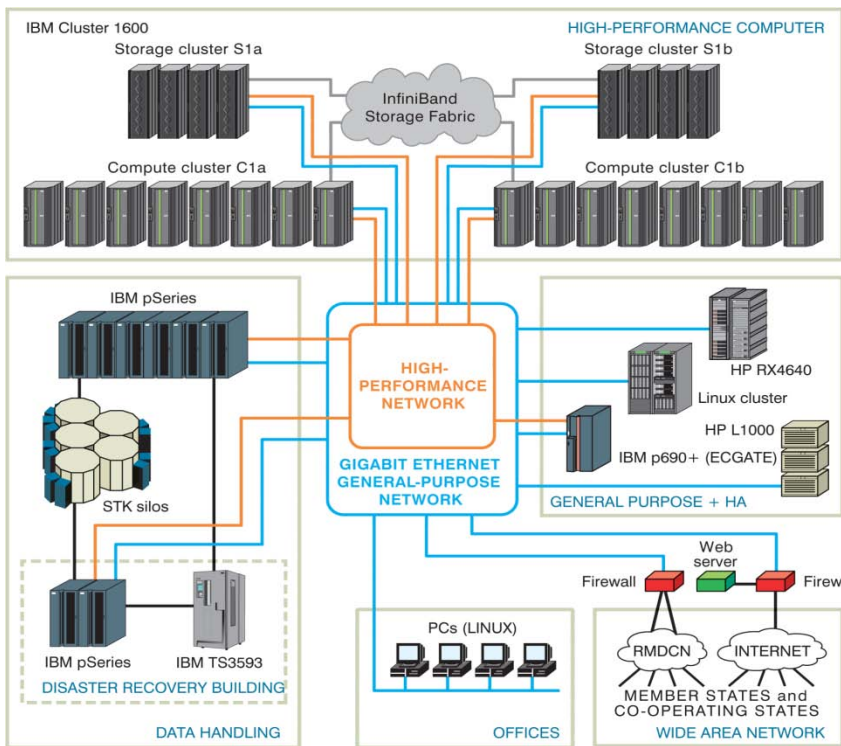 IBM Cluster 1600
HIGH-PERFORMANCE COMPUTER
Storage cluster S1a
Storage cluster S1b
InfiniBand
Storage Fabric
Compute cluster C1a
Compute cluster C1b
IBM pSeries
HIGH-
PERFORMANCE
NETWORK
GIGABIT ETHERNET
GENERAL-PURPOSE
NETWORK
HP RX4640
Linux cluster
HP L1000
IBM p690+ (ECGATE)
GENERAL PURPOSE + HA
STK silos
IBM pSeries
IBM TS3593
DISASTER RECOVERY BUILDING
DATA HANDLING
PCs (LINUX)
OFFICES
Web
server
Firewall
Firew
RMDCN
INTERNET
MEMBER STATES and
CO-OPERATING STATES
WIDE AREA NETWORK